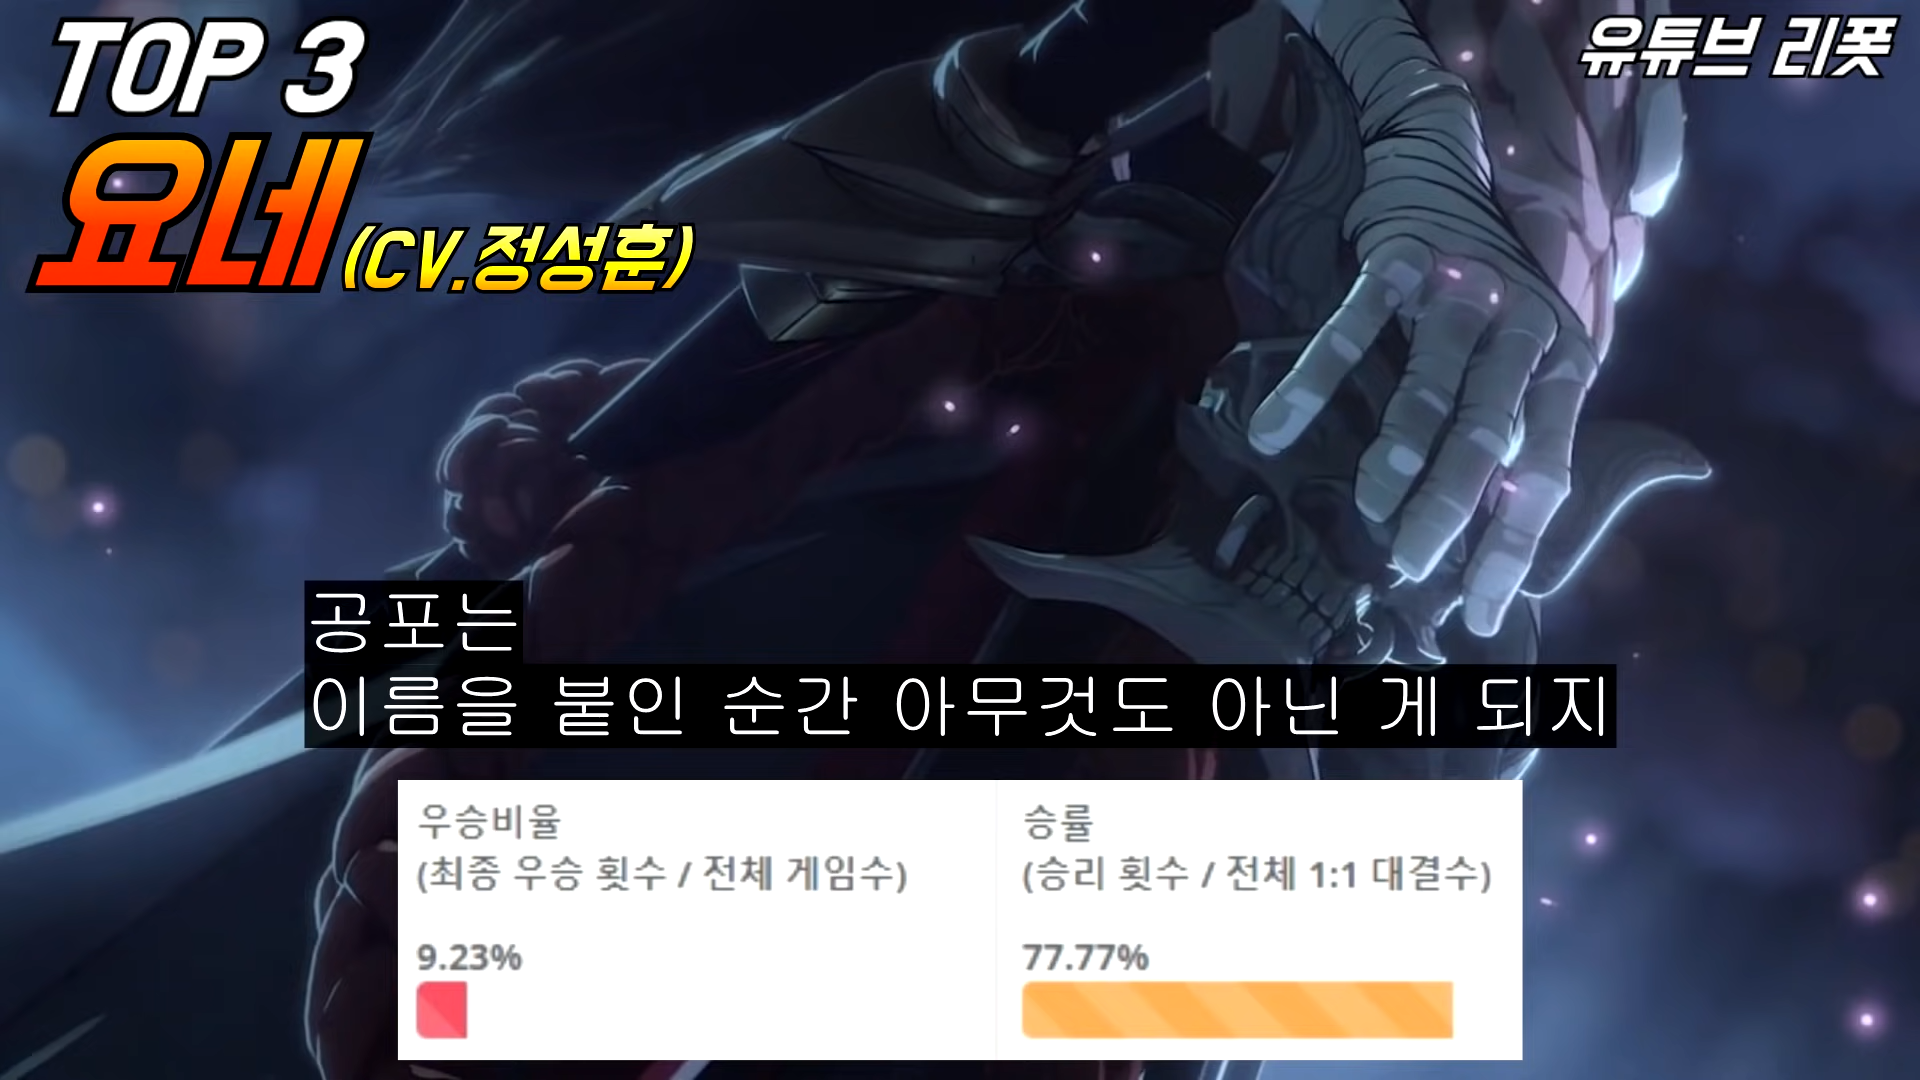 TOP 3
유튜브 리폿
요네 (CV.정성훈)
공포는
이름을 붙인 순간 아무것도 아닌 게 되지
우승비율
(최종 우승 횟수 / 전체 게임수)
9.23%
승률
(승리 횟수 / 전체 1:1 대결수)
77.77%